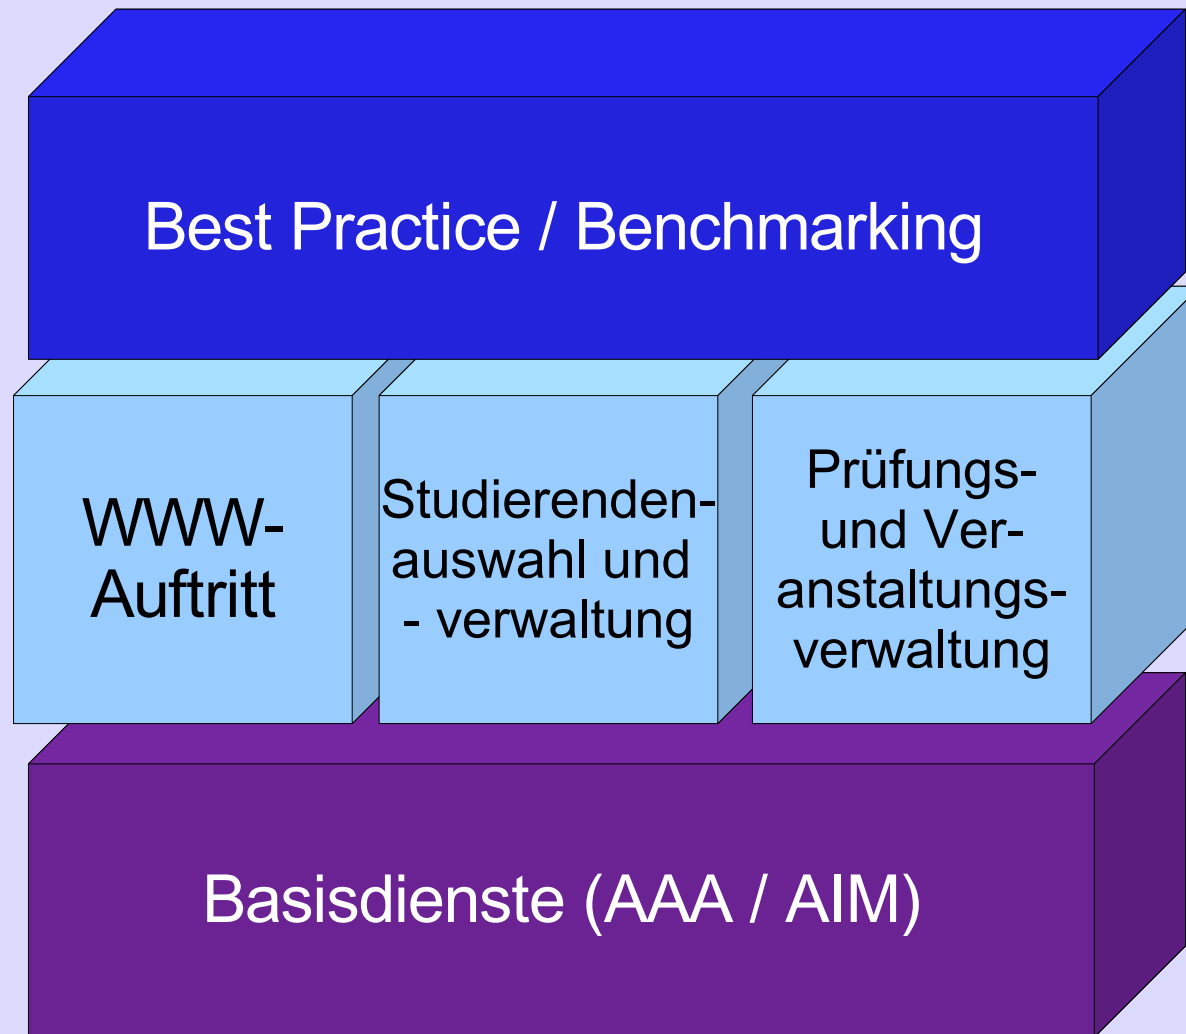 Best Practice / Benchmarking
WWW-
Auftritt
Studierenden-
auswahl und
- verwaltung
Prüfungs-
und Ver-
anstaltungs-
verwaltung
Basisdienste (AAA / AIM)